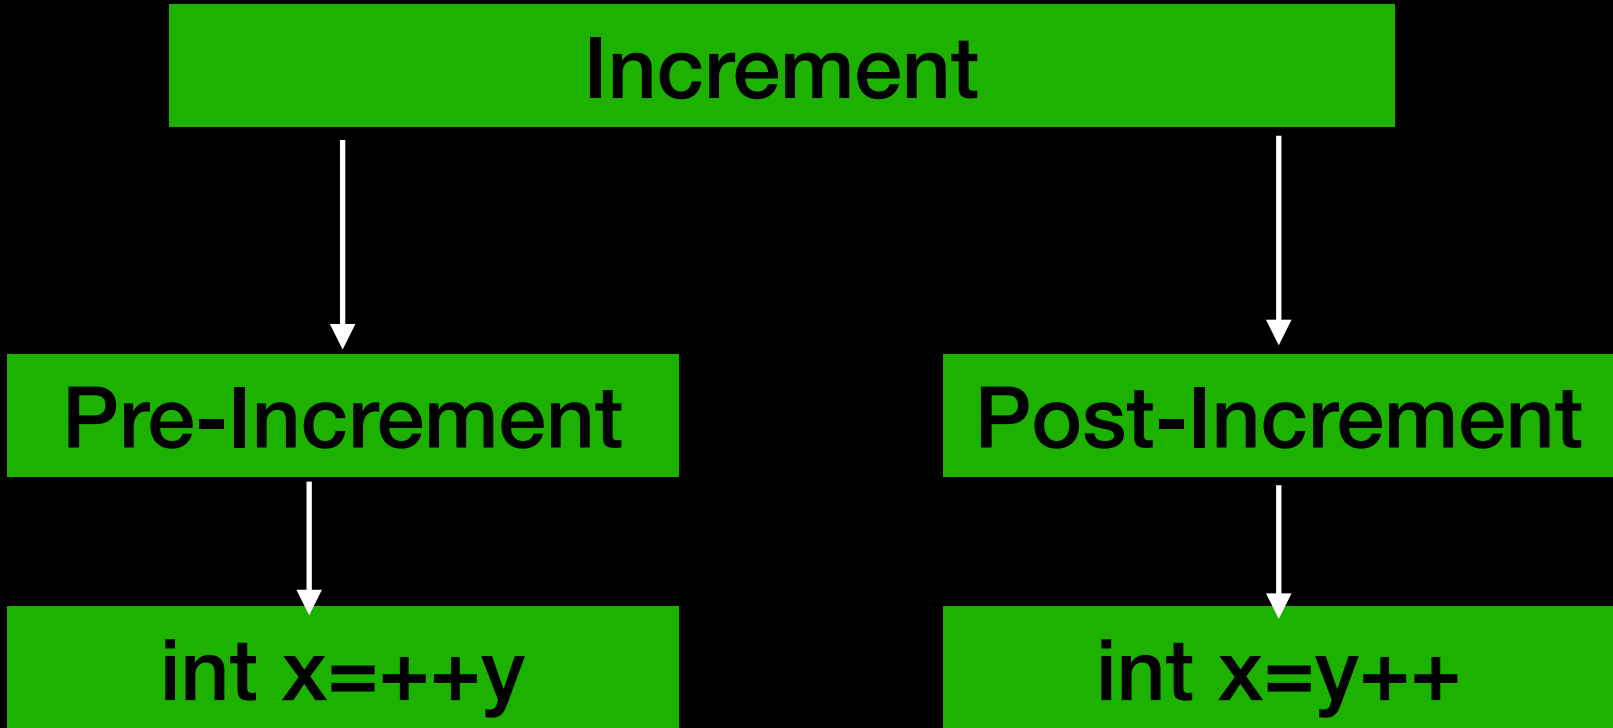 Increment
Pre-Increment
Post-Increment
int x=++y
int x=y++